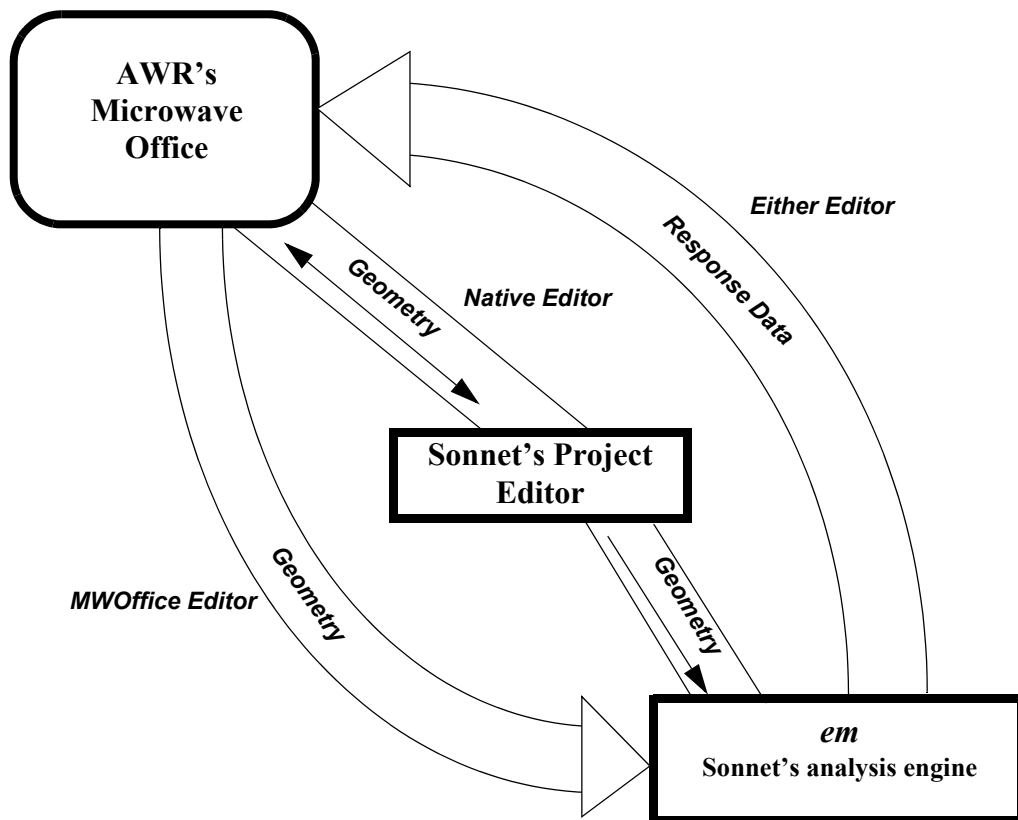 AWR’s
Microwave
Office
Either Editor
Response Data
Geometry
Native Editor
Sonnet’s Project
Editor
MWOffice Editor
Geometry
Geometry
em
Sonnet’s analysis engine